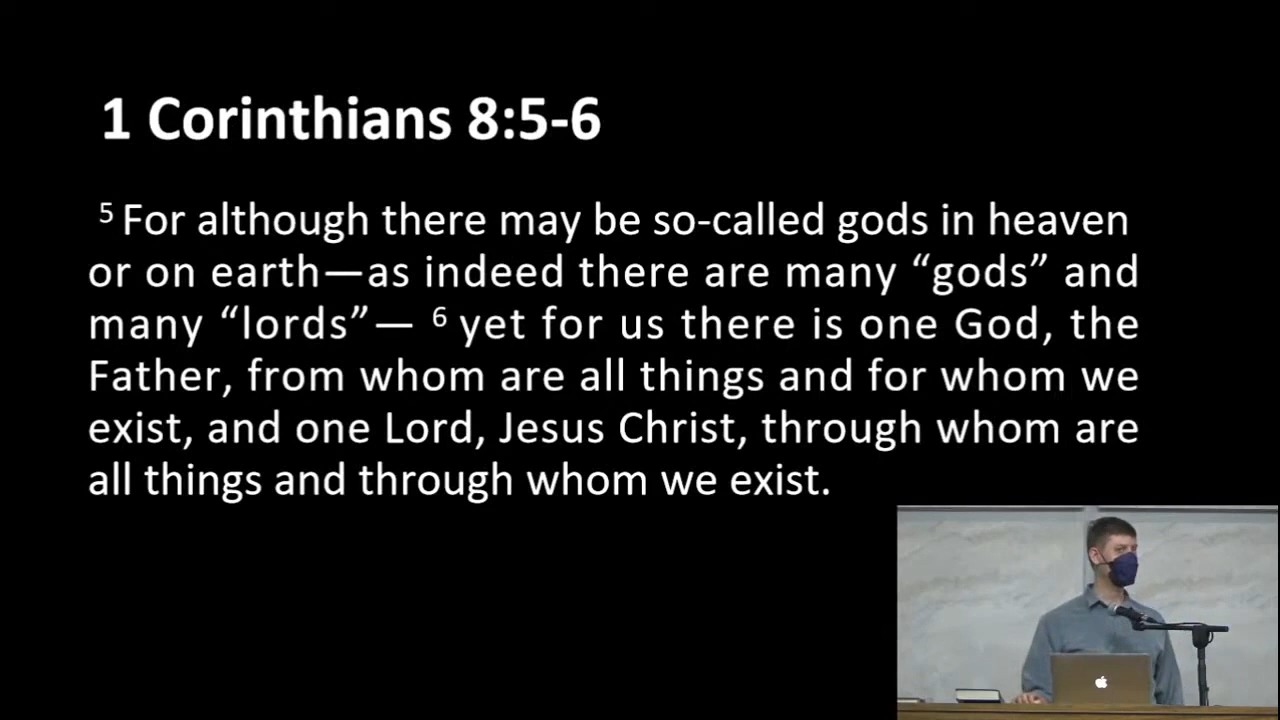 1 Corinthians 8:5-6
⁵ For although there may be so-called gods in heaven
or on earth—as indeed there are many “gods” and
many “lords”— ⁶ yet for us there is one God, the
Father, from whom are all things and for whom we
exist, and one Lord, Jesus Christ, through whom are
all things and through whom we exist.